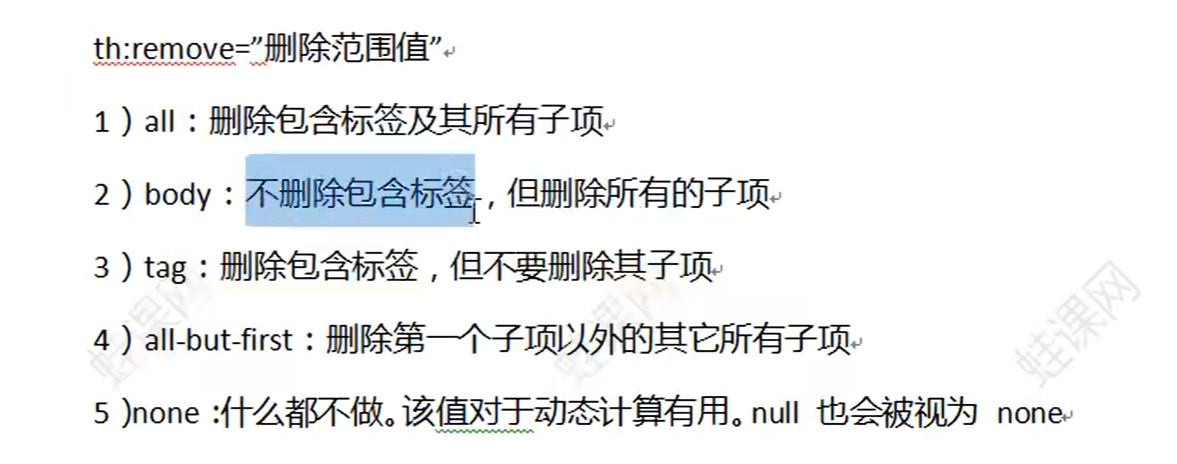 th:remove=”删除范围值”
1）all：删除包含标签及其所有子项
2）body：不删除包含标签，但删除所有的子项
3）tag：删除包含标签，但不要删除其子项
4）all-but-first：删除第一个子项以外的其它所有子项
5）none：什么都不做。该值对于动态计算有用。null 也会被视为 none
蛙课网
蛙课网
蛙课网